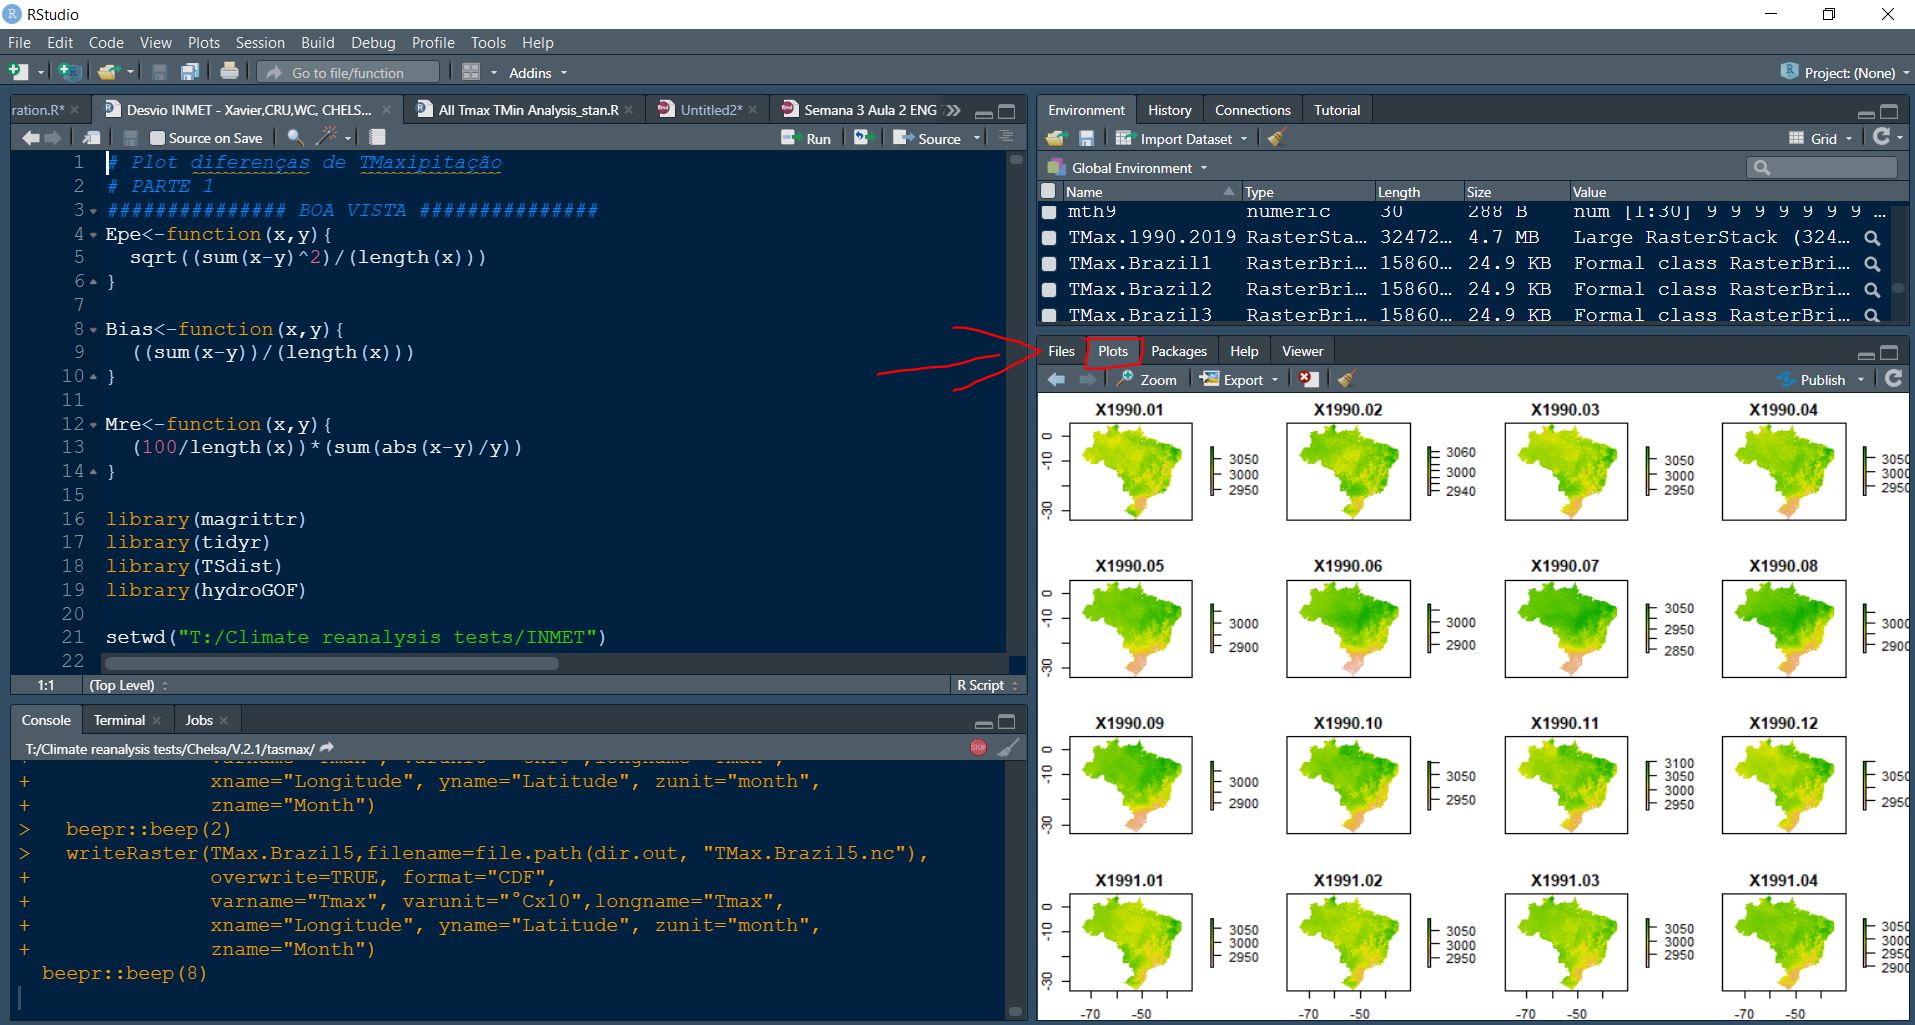 RStudio
File Edit Code View Plots Session Build Debug Profile Tools Help
Go to file/function Addins Project: (None)
ration.R* Desvio INMET - Xavier,CRU,WC, CHELS... All Tmax TMin Analysis_stan.R Untitled2* Semana 3 Aula 2 ENG
Source on Save Run Source
1 # Plot diferenças de TMaxipitação
2 # PARTE 1
3 ############### BOA VISTA ###############
4 Epe<-function(x,y){
5 sqrt((sum(x-y)^2)/(length(x)))
6 }
7
8 Bias<-function(x,y){
9 ((sum(x-y))/(length(x)))
10 }
11
12 Mre<-function(x,y){
13 (100/length(x))*(sum(abs(x-y)/y))
14 }
15
16 library(magrittr)
17 library(tidyr)
18 library(TSdist)
19 library(hydroGOF)
20
21 setwd("T:/Climate reanalysis tests/INMET")
22
1:1 (Top Level) R Script
Console Terminal Jobs
T:/Climate reanalysis tests/Chelsa/V.2.1/tasmax/
STOP
+ xname="Longitude", yname="Latitude", zunit="month",
+ zname="Month")
> beepr::beep(2)
> writeRaster(TMax.Brazil5,filename=file.path(dir.out, "TMax.Brazil5.nc"),
+ overwrite=TRUE, format="CDF",
+ varname="Tmax", varunit="°Cx10",longname="Tmax",
+ xname="Longitude", yname="Latitude", zunit="month",
+ zname="Month")
beepr::beep(8)
Environment History Connections Tutorial
Import Dataset Grid
Global Environment
Name Type Length Size Value
mth9 numeric 30 288 B num [1:30] 9 9 9 9 9 9 9 ...
TMax.1990.2019 RasterSta... 32472... 4.7 MB Large RasterStack (324...
TMax.Brazil1 RasterBri... 15860... 24.9 KB Formal class RasterBri...
TMax.Brazil2 RasterBri... 15860... 24.9 KB Formal class RasterBri...
TMax.Brazil3 RasterBri... 15860... 24.9 KB Formal class RasterBri...
Files Plots Packages Help Viewer
Zoom Export Publish
X1990.01 X1990.02 X1990.03 X1990.04
0 -10 -30
3050 3000 2950
3060 3000 2940
3050 3000 2950
3050 3000 2950
X1990.05 X1990.06 X1990.07 X1990.08
0 -10 -30
3000 2900
3000 2900
3050 2950 2850
3000 2900
X1990.09 X1990.10 X1990.11 X1990.12
0 -10 -30
3000 2900
3050 2950
3100 3050 3000 2950
3050 2950
X1991.01 X1991.02 X1991.03 X1991.04
0 -10 -30
3050 3000 2950
3050 3000 2950
3050 3000 2950
3050 3000 2950 2900
-70 -50 -70 -50 -70 -50 -70 -50